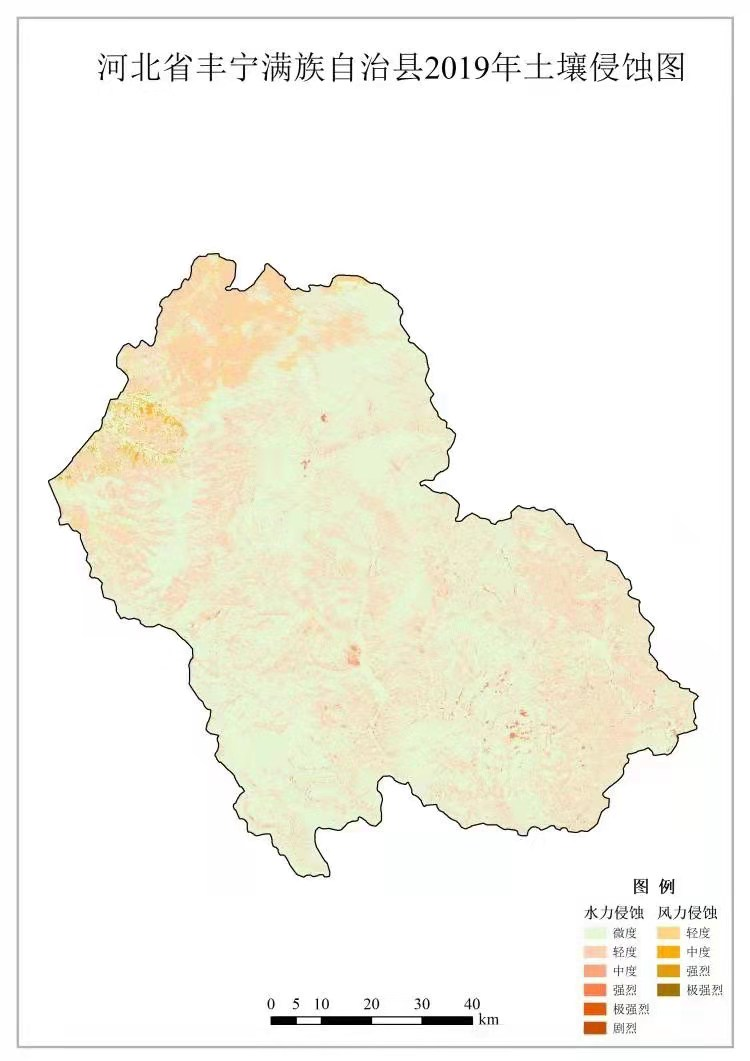 河北省丰宁满族自治县2019年土壤侵蚀图
图 例
水力侵蚀 风力侵蚀
微度 轻度
轻度 中度
中度 强烈
强烈 极强烈
极强烈
剧烈
0 5 10 20 30 40
km